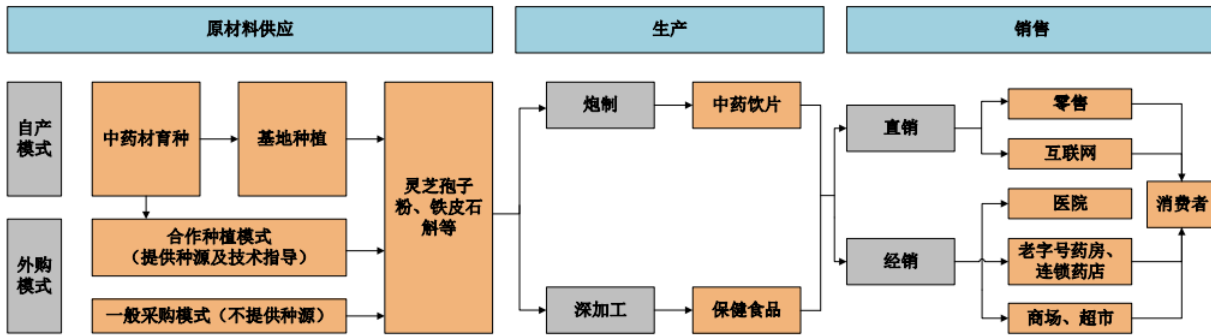 原材料供应
生产
销售
自产
模式
中药材育种
基地种植
灵芝孢子
粉、铁皮石
斛等
炮制
中药饮片
直销
零售
互联网
消费者
外购
模式
合作种植模式
（提供种源及技术指导）
一般采购模式（不提供种源）
深加工
保健食品
经销
医院
老字号药房、
连锁药店
商场、超市